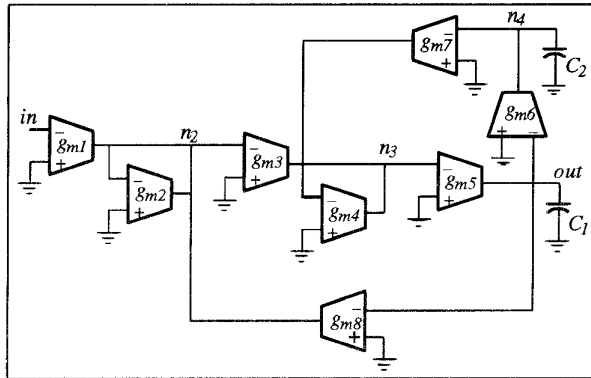 n4
gm7
−
+
C2
gm6
+
−
in
gm1
−
+
n2
gm2
−
+
gm3
−
+
n3
gm4
−
+
gm5
−
+
out
C1
gm8
−
+